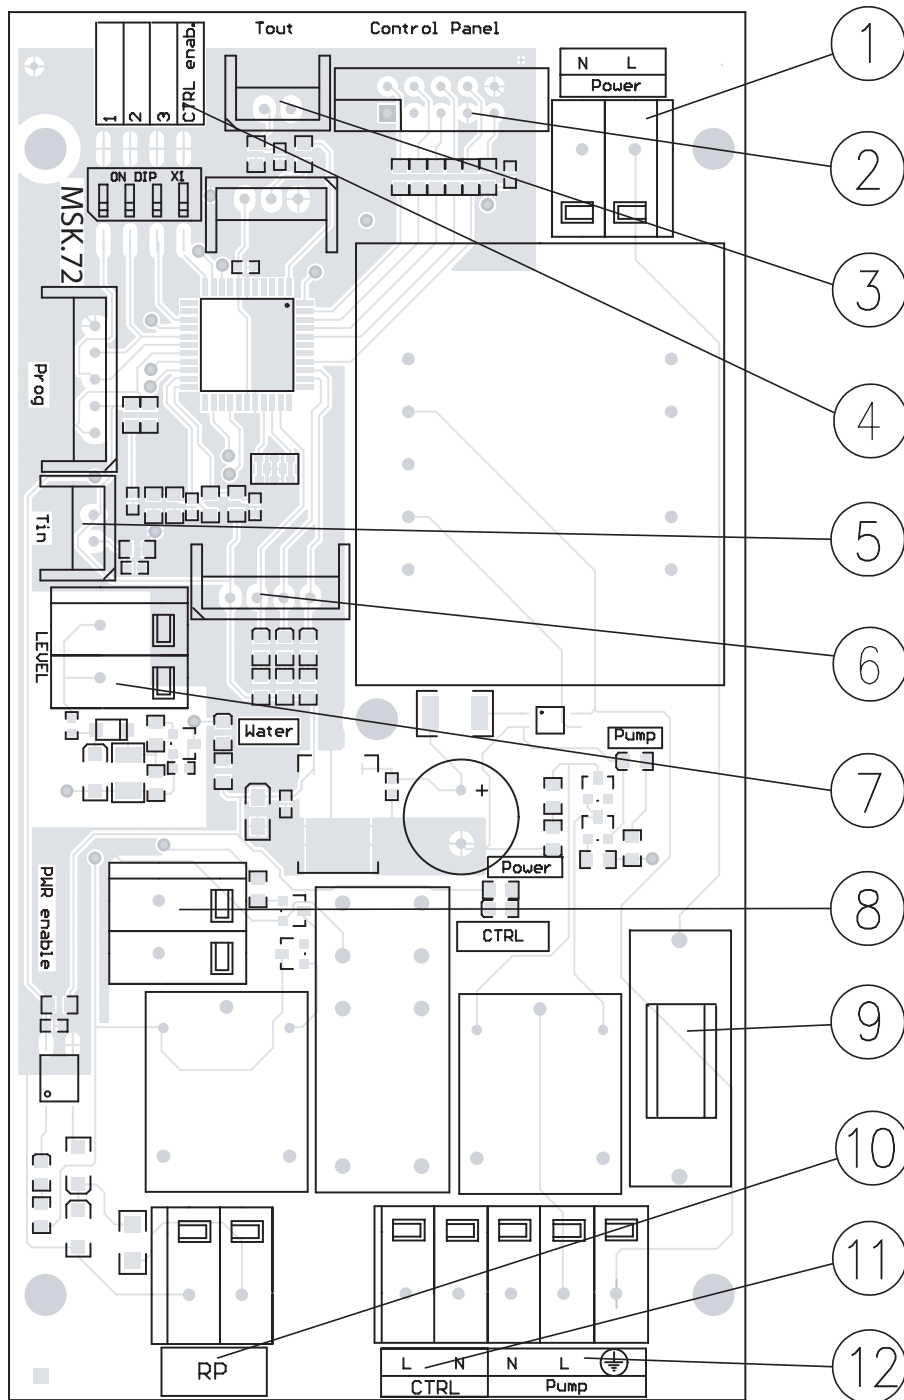 Tout
Control Panel
1
2
3
CTRL enab.
N L
Power
1
2
ON DIP XI
MSK.72
3
Prog
4
Tin
5
LEVEL
6
Water
+
Pump
7
Power
PWR enable
8
CTRL
9
10
11
RP
L N N L
CTRL Pump
12